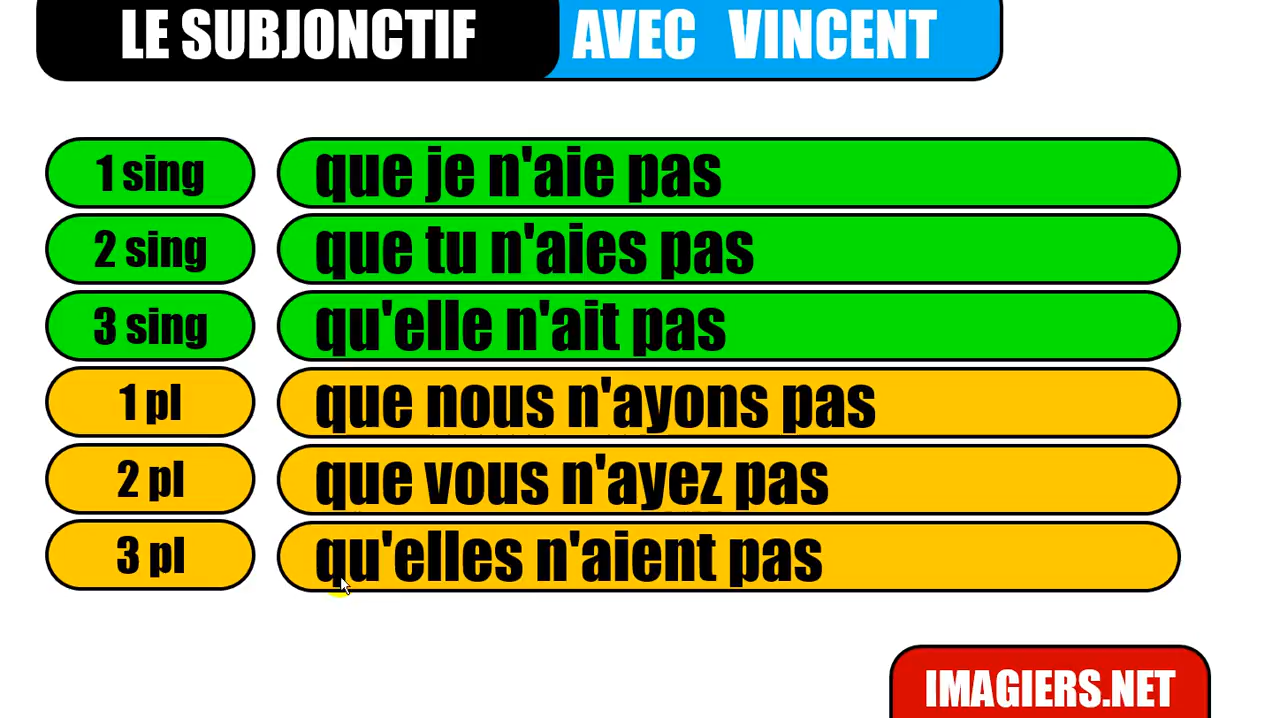 LE SUBJONCTIF AVEC VINCENT
1 sing que je n'aie pas
2 sing que tu n'aies pas
3 sing qu'elle n'ait pas
1 pl que nous n'ayons pas
2 pl que vous n'ayez pas
3 pl qu'elles n'aient pas
IMAGIERS.NET